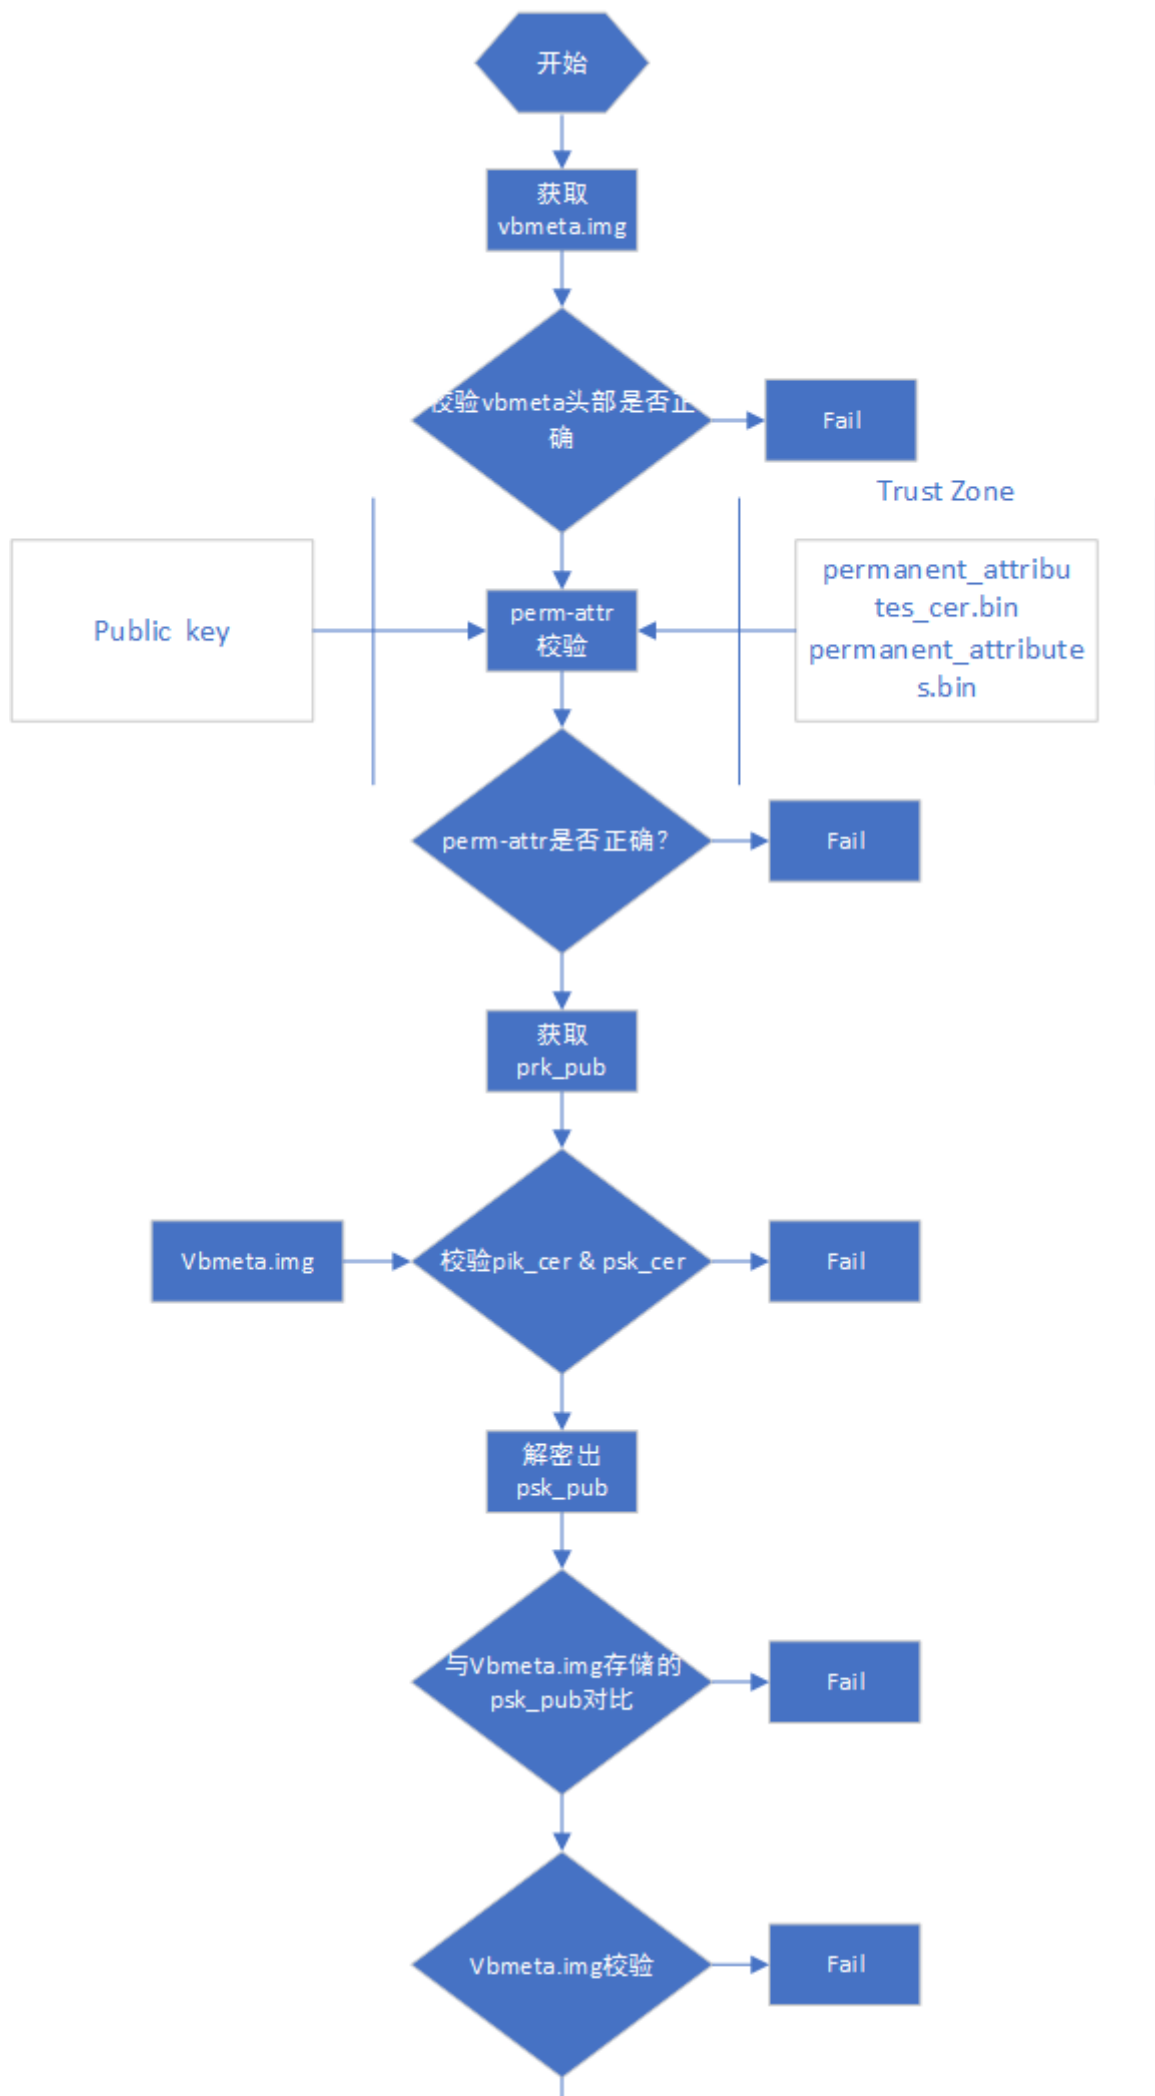 开始
获取
vbmeta.img
校验vbmeta头部是否正
确
Fail
Trust Zone
Public key
perm-attr
校验
permanent_attribu
tes_cer.bin
permanent_attribute
s.bin
perm-attr是否正确？
Fail
获取
prk_pub
Vbmeta.img
校验pik_cer & psk_cer
Fail
解密出
psk_pub
与Vbmeta.img存储的
psk_pub对比
Fail
Vbmeta.img校验
Fail